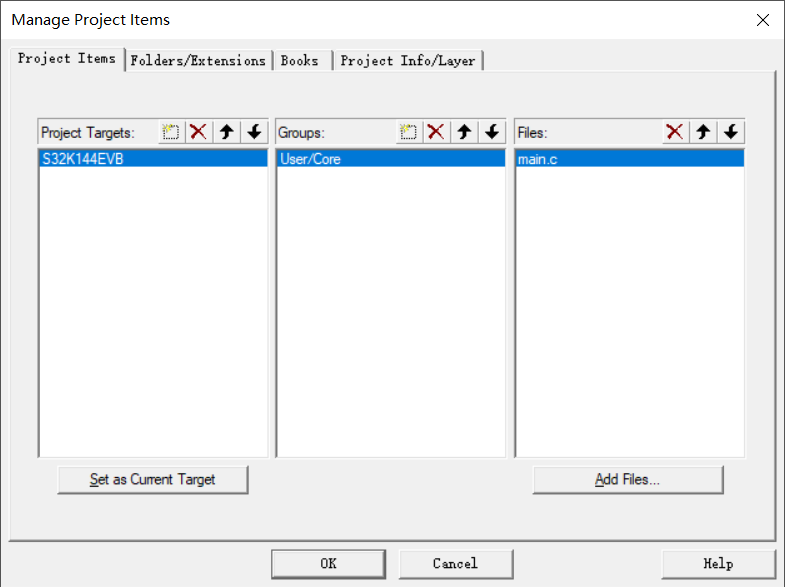 Manage Project Items
Project Items Folders/Extensions Books Project Info/Layer
Project Targets: Groups: Files:
S32K144EVB User/Core main.c
Set as Current Target Add Files...
OK Cancel Help